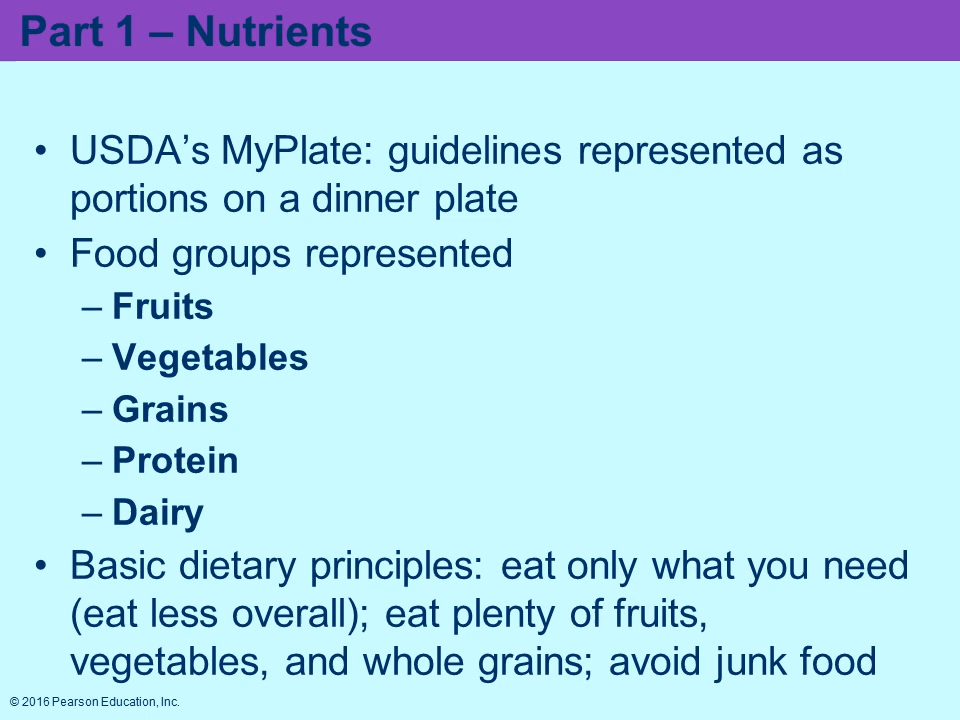 Part 1 – Nutrients
• USDA’s MyPlate: guidelines represented as
portions on a dinner plate
• Food groups represented
– Fruits
– Vegetables
– Grains
– Protein
– Dairy
• Basic dietary principles: eat only what you need
(eat less overall); eat plenty of fruits,
vegetables, and whole grains; avoid junk food
© 2016 Pearson Education, Inc.